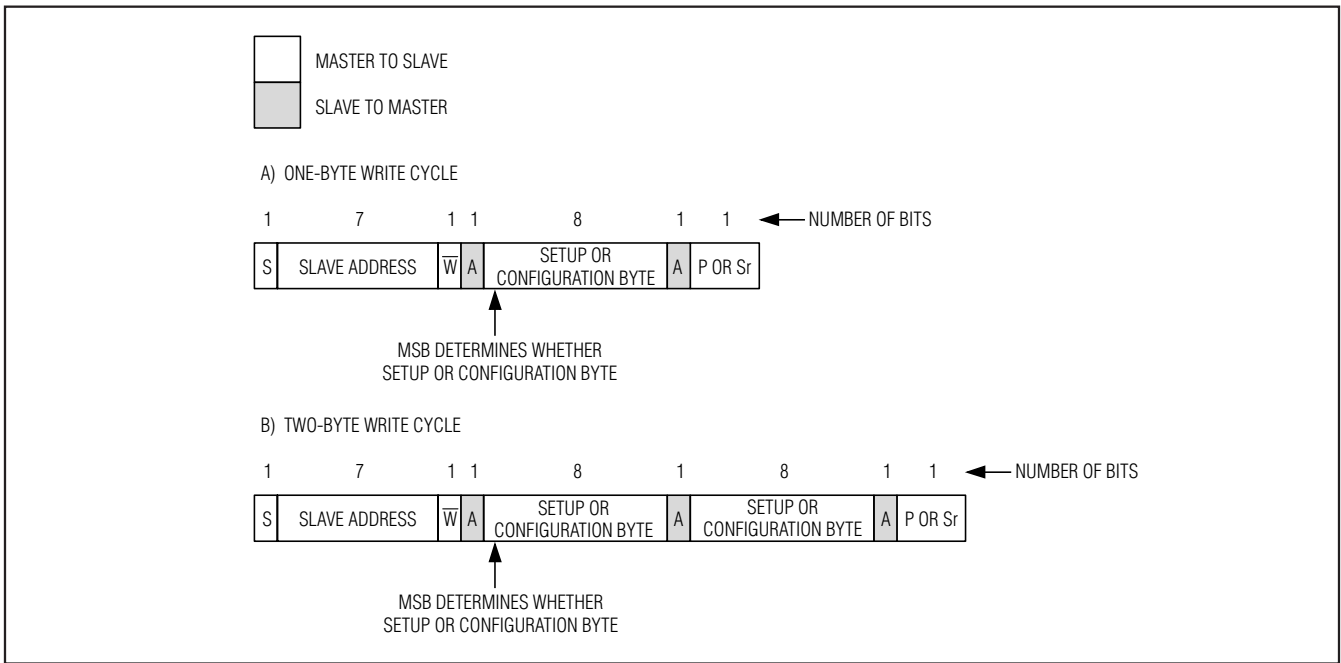 MASTER TO SLAVE
SLAVE TO MASTER
A) ONE-BYTE WRITE CYCLE
1 7 1 1 8 1 1 NUMBER OF BITS
S SLAVE ADDRESS W̅ A SETUP OR CONFIGURATION BYTE A P OR Sr
MSB DETERMINES WHETHER
SETUP OR CONFIGURATION BYTE
B) TWO-BYTE WRITE CYCLE
1 7 1 1 8 1 8 1 1 NUMBER OF BITS
S SLAVE ADDRESS W̅ A SETUP OR CONFIGURATION BYTE A SETUP OR CONFIGURATION BYTE A P OR Sr
MSB DETERMINES WHETHER
SETUP OR CONFIGURATION BYTE